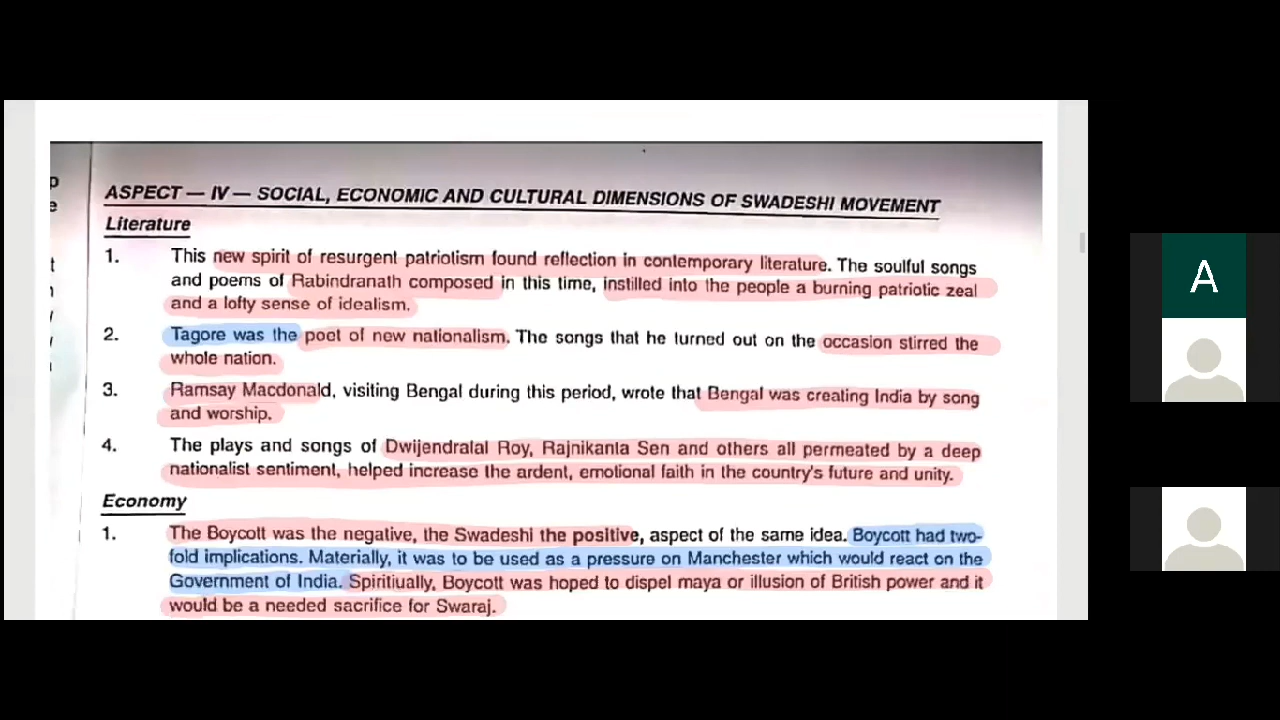 ASPECT — IV — SOCIAL, ECONOMIC AND CULTURAL DIMENSIONS OF SWADESHI MOVEMENT
Literature
1. This new spirit of resurgent patriotism found reflection in contemporary literature. The soulful songs
and poems of Rabindranath composed in this time, instilled into the people a burning patriotic zeal
and a lofty sense of idealism.
2. Tagore was the poet of new nationalism. The songs that he turned out on the occasion stirred the
whole nation.
3. Ramsay Macdonald, visiting Bengal during this period, wrote that Bengal was creating India by song
and worship.
4. The plays and songs of Dwijendralal Roy, Rajnikanta Sen and others all permeated by a deep
nationalist sentiment, helped increase the ardent, emotional faith in the country's future and unity.
Economy
1. The Boycott was the negative, the Swadeshi the positive, aspect of the same idea. Boycott had two-
fold implications. Materially, it was to be used as a pressure on Manchester which would react on the
Government of India. Spiritiually, Boycott was hoped to dispel maya or illusion of British power and it
would be a needed sacrifice for Swaraj.
A